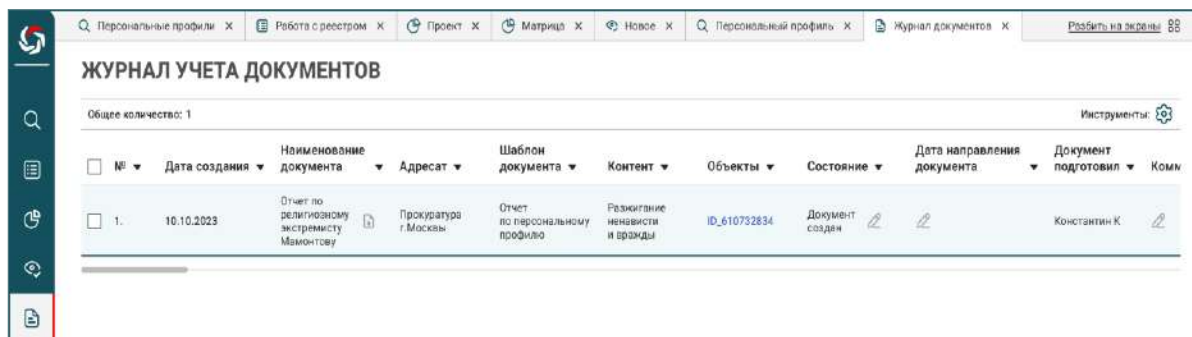 Персональные профили X Работа с реестром X Проект X Матрица X Новое X Персональный профиль X Журнал документов X Разбить на экраны
ЖУРНАЛ УЧЕТА ДОКУМЕНТОВ
Общее количество: 1 Инструменты:
№ Дата создания Наименование документа Адресат Шаблон документа Контент Объекты Состояние Дата направления документа Документ подготовил Комм
1. 10.10.2023 Отчет по религиозному экстремисту Мамонтову Прокуратура г.Москвы Отчет по персональному профилю Разжигание ненависти и вражды ID_610732834 Документ создан Константин К